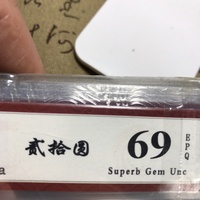 貳拾圓 69 EPQ
a Superb Gem Unc